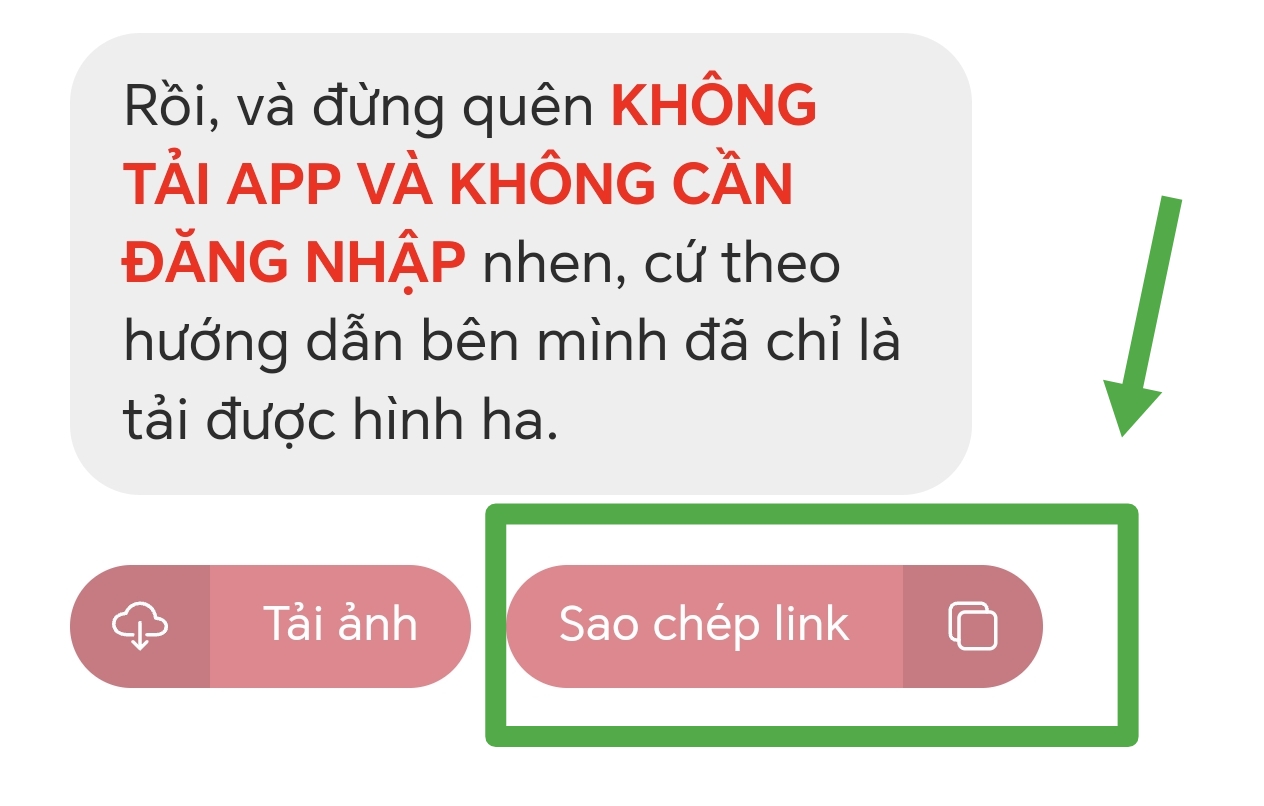 Rồi, và đừng quên KHÔNG
TẢI APP VÀ KHÔNG CẦN
ĐĂNG NHẬP nhen, cứ theo
hướng dẫn bên mình đã chỉ là
tải được hình ha.
Tải ảnh
Sao chép link